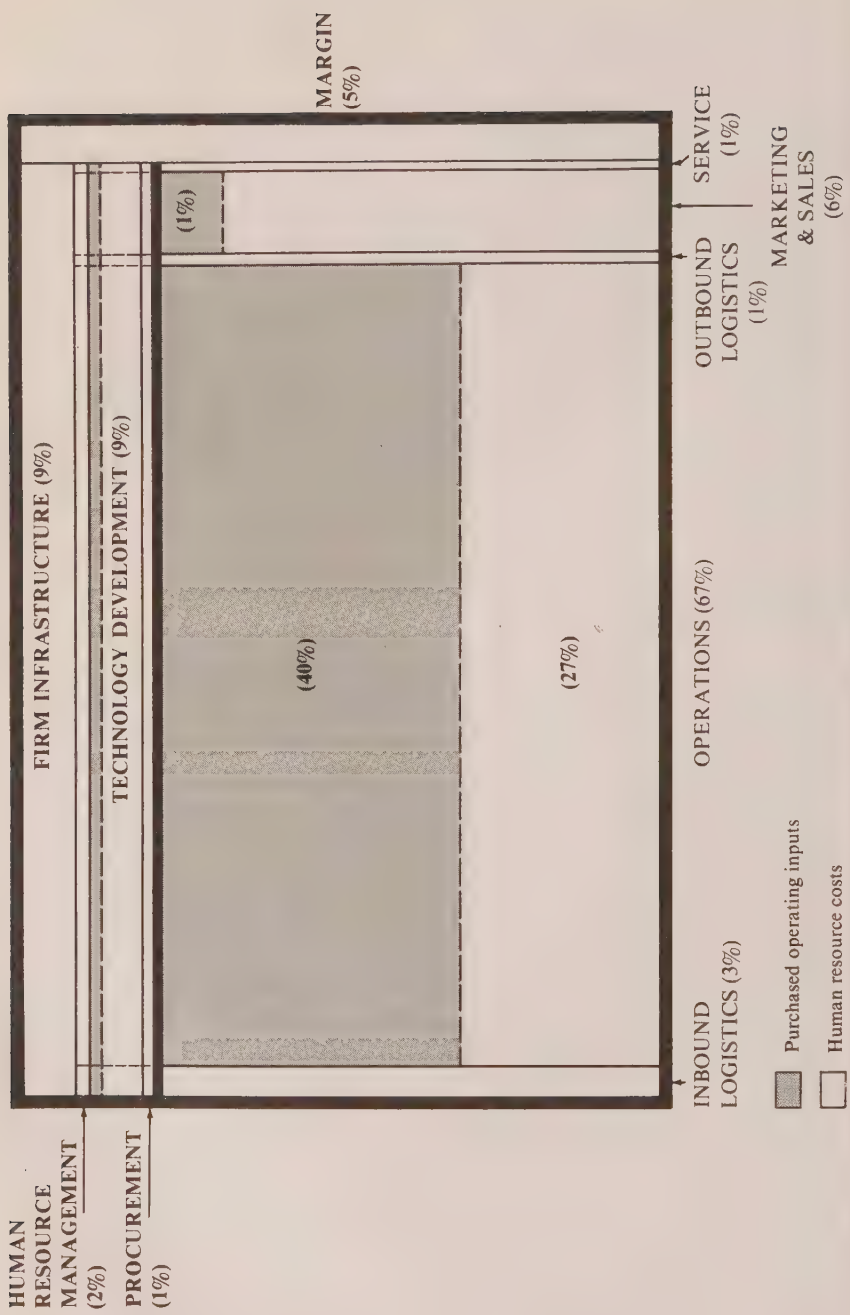 HUMAN
RESOURCE
MANAGEMENT
(2%)
PROCUREMENT
(1%)
FIRM INFRASTRUCTURE (9%)
TECHNOLOGY DEVELOPMENT (9%)
(1%)
(40%)
(27%)
MARGIN
(5%)
INBOUND
LOGISTICS (3%)
OPERATIONS (67%)
OUTBOUND
LOGISTICS
(1%)
MARKETING
& SALES
(6%)
SERVICE
(1%)
Purchased operating inputs
Human resource costs